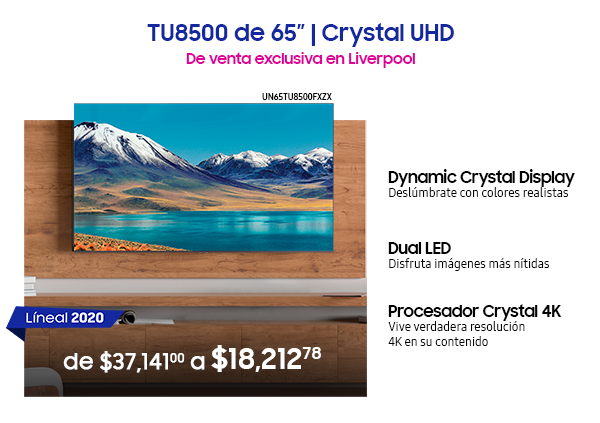 TU8500 de 65” | Crystal UHD
De venta exclusiva en Liverpool
UN65TU8500FXZX
Dynamic Crystal Display
Deslúmbrate con colores realistas
Dual LED
Disfruta imágenes más nítidas
Procesador Crystal 4K
Vive verdadera resolución
4K en su contenido
Líneal 2020
de $37,141⁰⁰ a $18,212⁷⁸